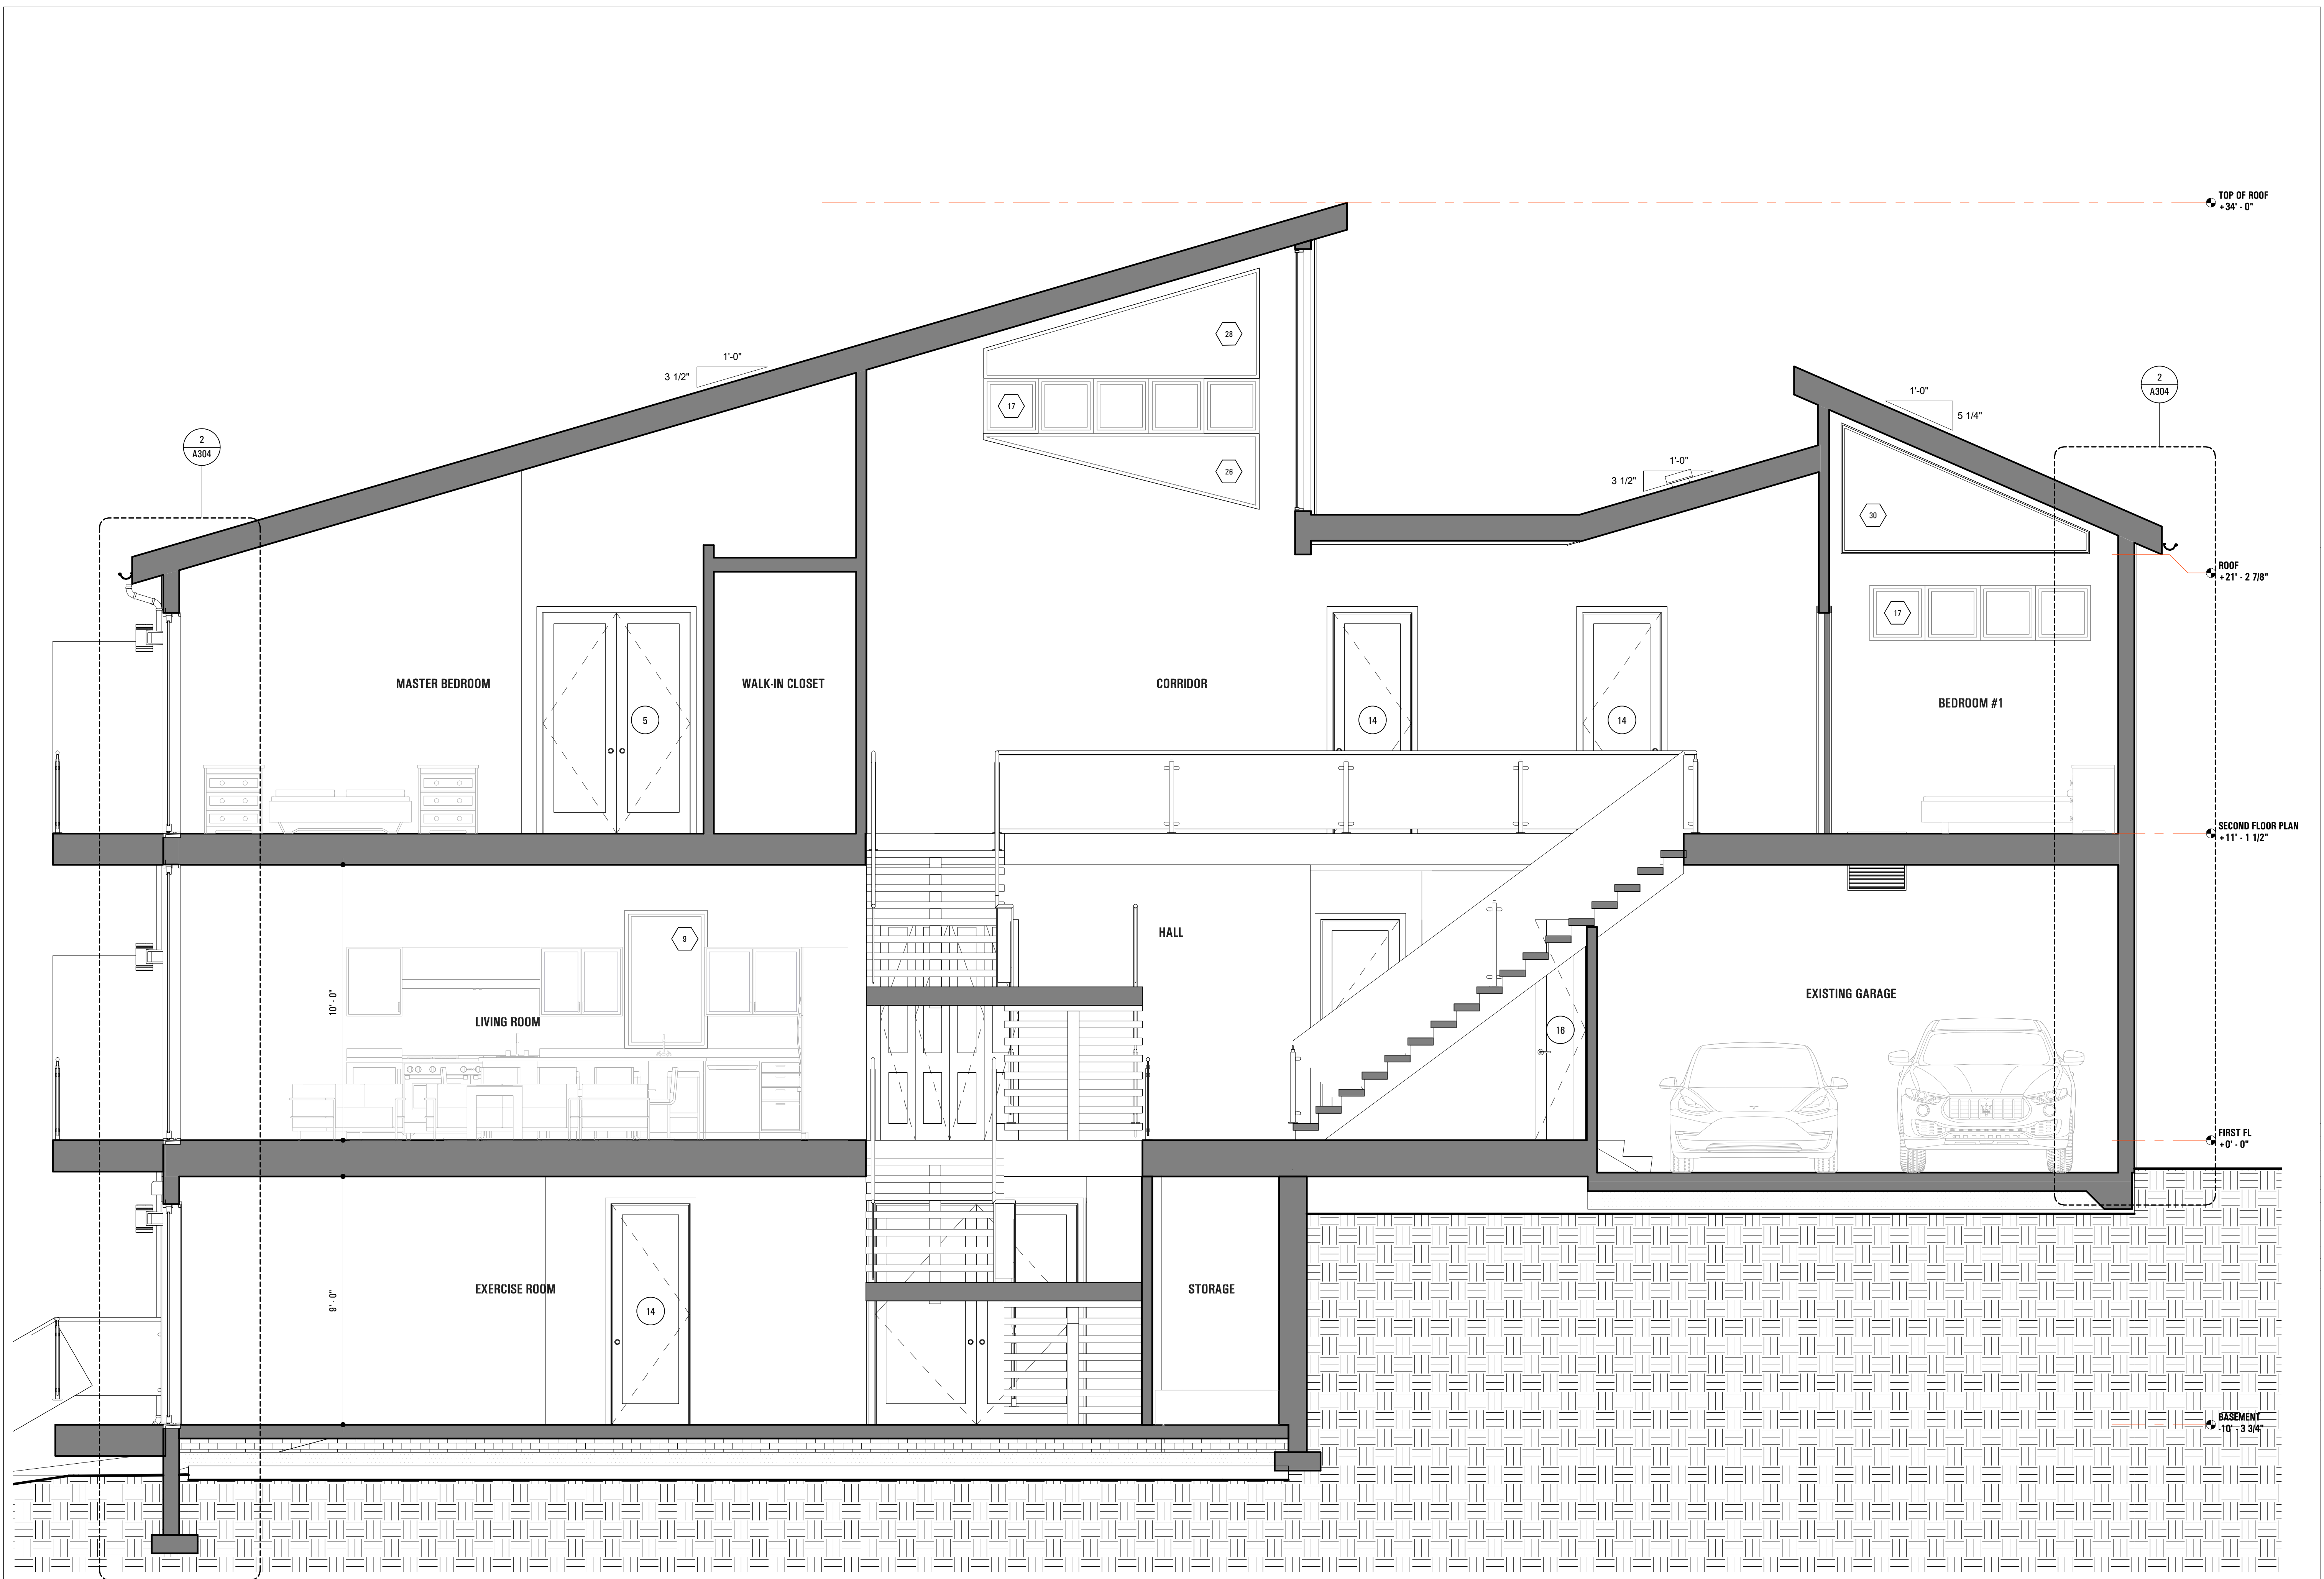 TOP OF ROOF
+34' - 0"
28
1'-0"
3 1/2"
17
2
A304
1'-0"
5 1/4"
2
A304
26
1'-0"
3 1/2"
30
ROOF
+21' - 2 7/8"
17
MASTER BEDROOM
WALK-IN CLOSET
CORRIDOR
BEDROOM #1
5
14
14
SECOND FLOOR PLAN
+11' - 1 1/2"
9
HALL
10' - 0"
LIVING ROOM
EXISTING GARAGE
16
FIRST FL
+0' - 0"
EXERCISE ROOM
9' - 0"
14
STORAGE
BASEMENT
-10' - 3 3/4"